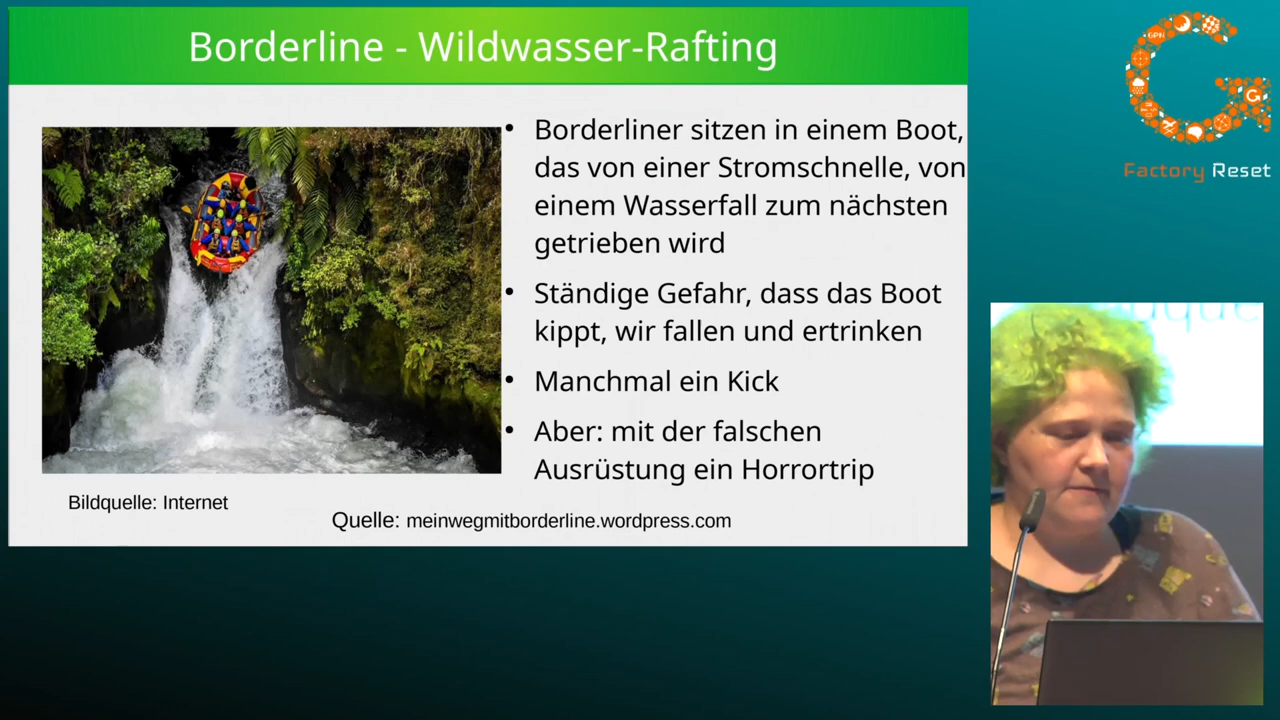 Borderline - Wildwasser-Rafting
• Borderliner sitzen in einem Boot,
das von einer Stromschnelle, von
einem Wasserfall zum nächsten
getrieben wird
• Ständige Gefahr, dass das Boot
kippt, wir fallen und ertrinken
• Manchmal ein Kick
• Aber: mit der falschen
Ausrüstung ein Horrortrip
Bildquelle: Internet
Quelle: meinwegmitborderline.wordpress.com
GPN
G
Factory Reset